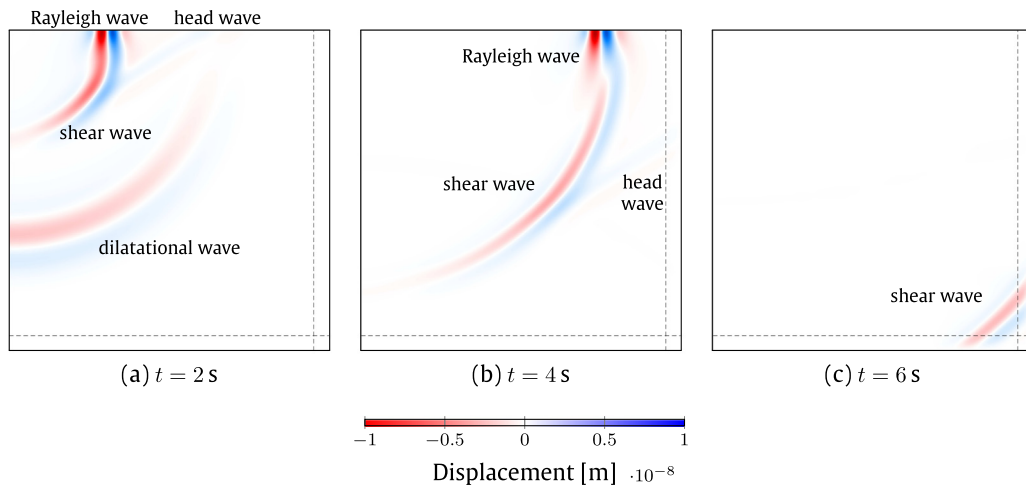 Rayleigh wave head wave
shear wave
dilatational wave
Rayleigh wave
shear wave
head
wave
shear wave
(a) t = 2 s
(b) t = 4 s
(c) t = 6 s
−1 −0.5 0 0.5 1
Displacement [m] ·10⁻⁸